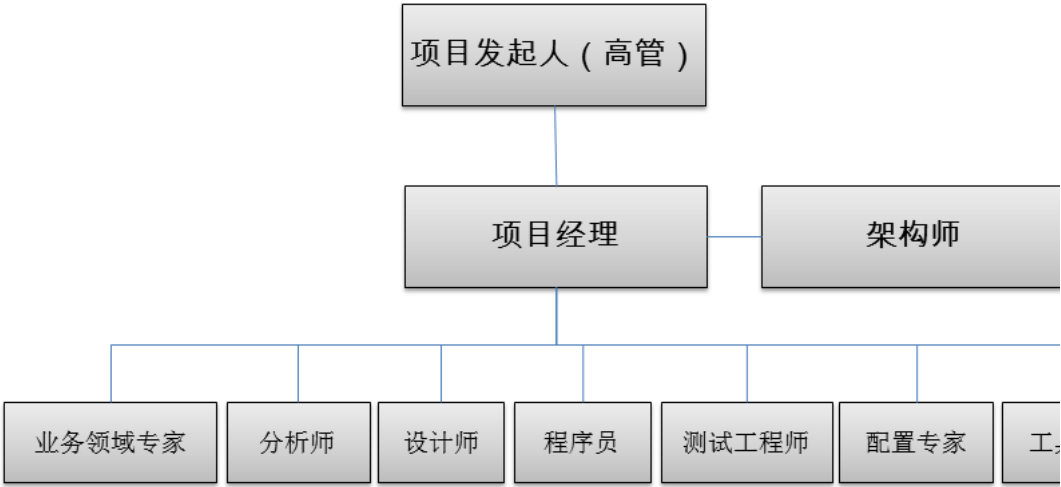 项目发起人（高管）
项目经理
架构师
业务领域专家
分析师
设计师
程序员
测试工程师
配置专家
工